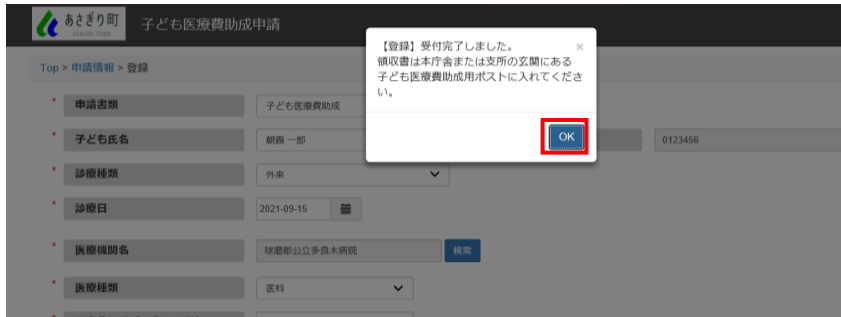 あさぎり町
ASAGIRI TOWN
子ども医療費助成申請
【登録】受付完了しました。 ×
領収書は本庁舎または支所の玄関にある
子ども医療費助成用ポストに入れてくださ
い。
OK
Top > 申請情報 > 登録
* 申請書類 子ども医療費助成
* 子ども氏名 朝霧 一郎 0123456
* 診療種類 外来
* 診療日 2021-09-15
* 医療機関名 球磨郡公立多良木病院 検索
* 医療種類 医科